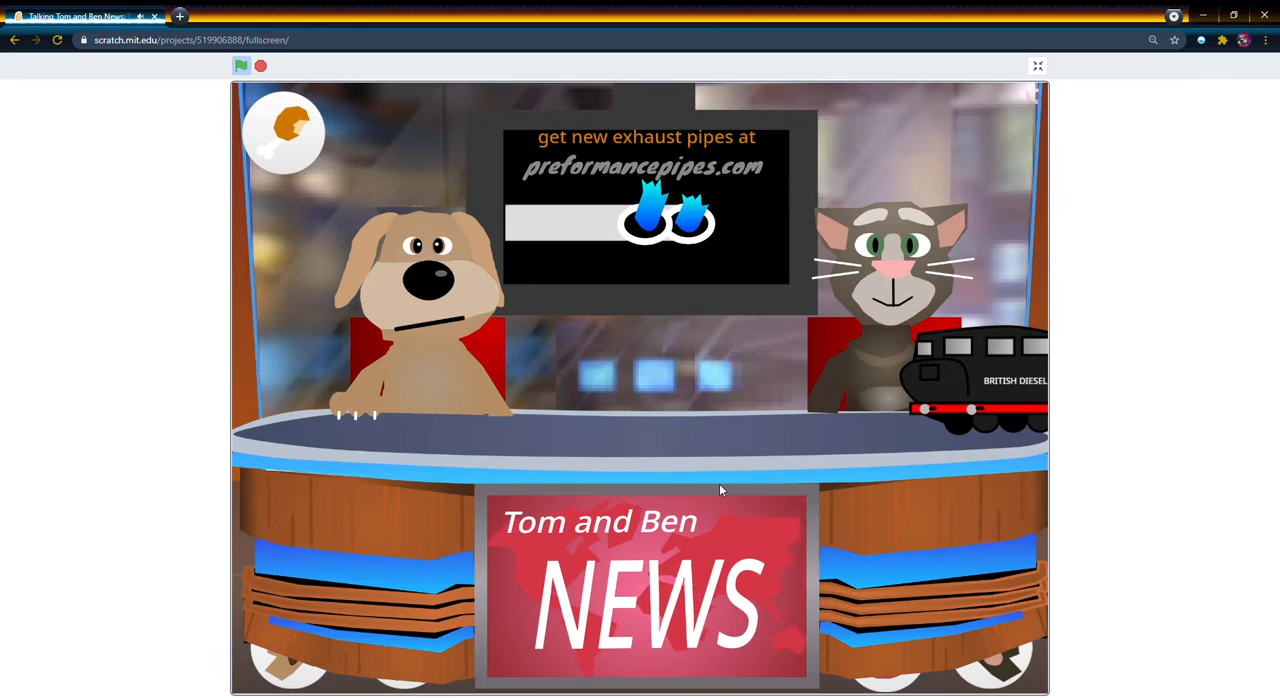 Talking Tom and Ben News:
scratch.mit.edu/projects/519906888/fullscreen/
get new exhaust pipes at
preformancepipes.com
BRITISH DIESEL
Tom and Ben
NEWS